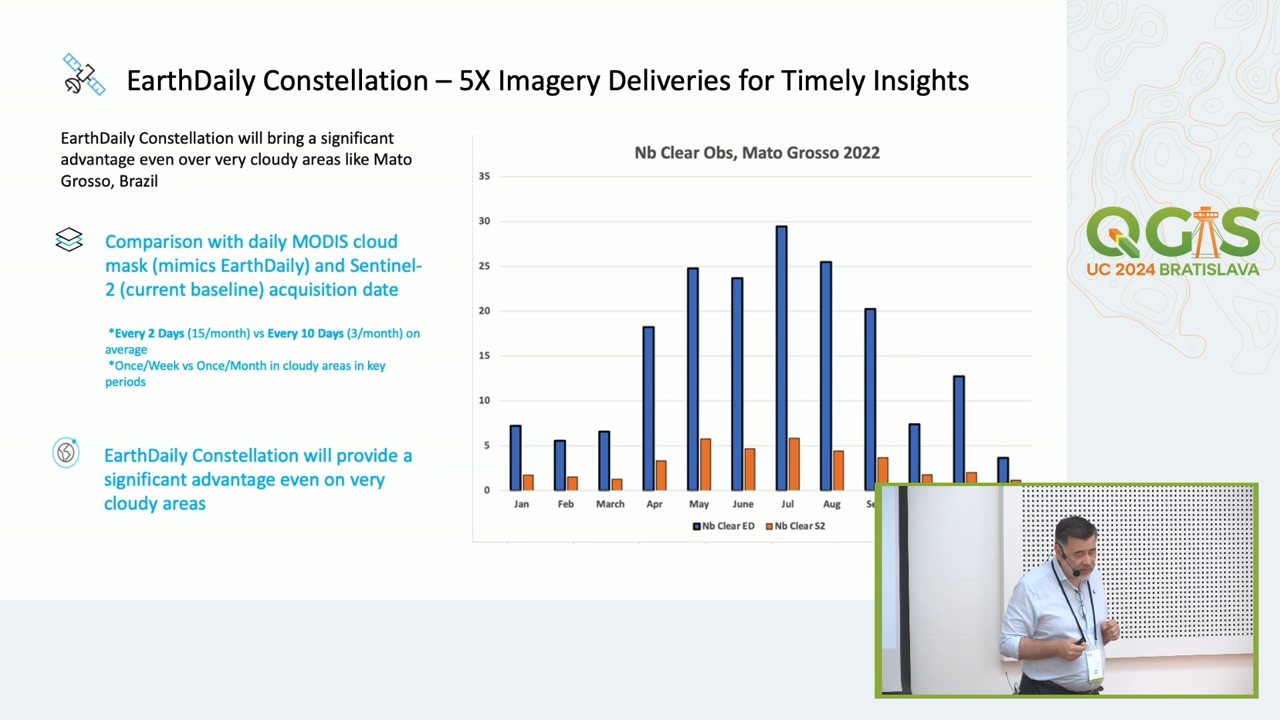 EarthDaily Constellation – 5X Imagery Deliveries for Timely Insights
EarthDaily Constellation will bring a significant
advantage even over very cloudy areas like Mato
Grosso, Brazil
Comparison with daily MODIS cloud
mask (mimics EarthDaily) and Sentinel-
2 (current baseline) acquisition date
*Every 2 Days (15/month) vs Every 10 Days (3/month) on
average
*Once/Week vs Once/Month in cloudy areas in key
periods
EarthDaily Constellation will provide a
significant advantage even on very
cloudy areas
Nb Clear Obs, Mato Grosso 2022
35
30
25
20
15
10
5
0
Jan Feb March Apr May June Jul Aug
Nb Clear ED Nb Clear S2
QGIS
UC 2024 BRATISLAVA